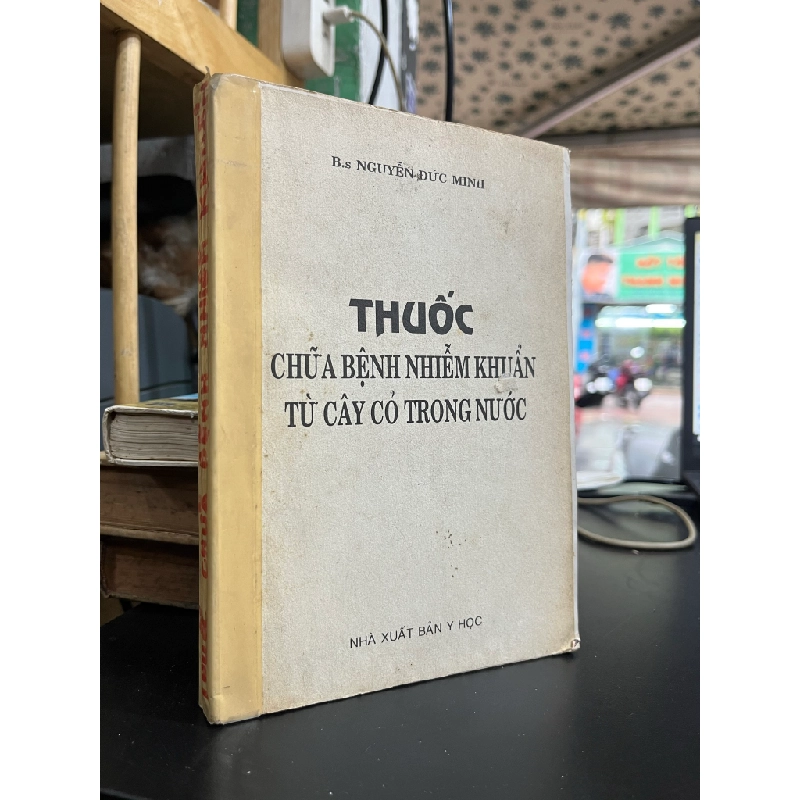 B.s NGUYỄN ĐỨC MINH
THUỐC
CHỮA BỆNH NHIỄM KHUẨN
TỪ CÂY CỎ TRONG NƯỚC
NHÀ XUẤT BẢN Y HỌC